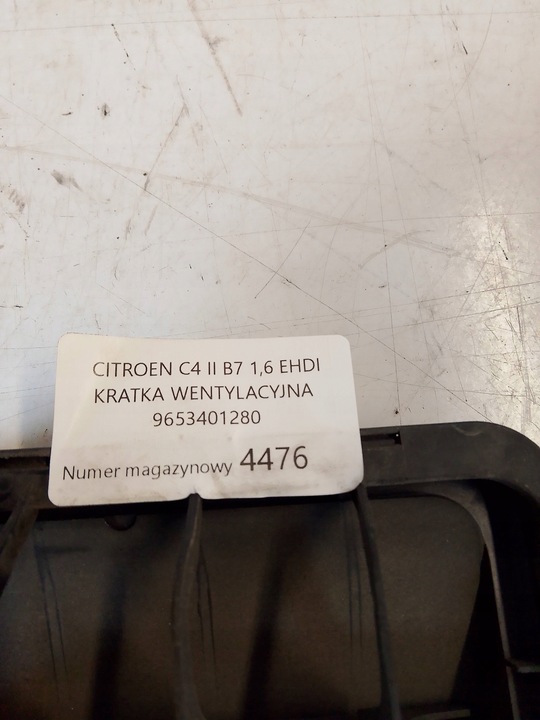 CITROEN C4 II B7 1,6 EHDI
KRATKA WENTYLACYJNA
9653401280
Numer magazynowy 4476